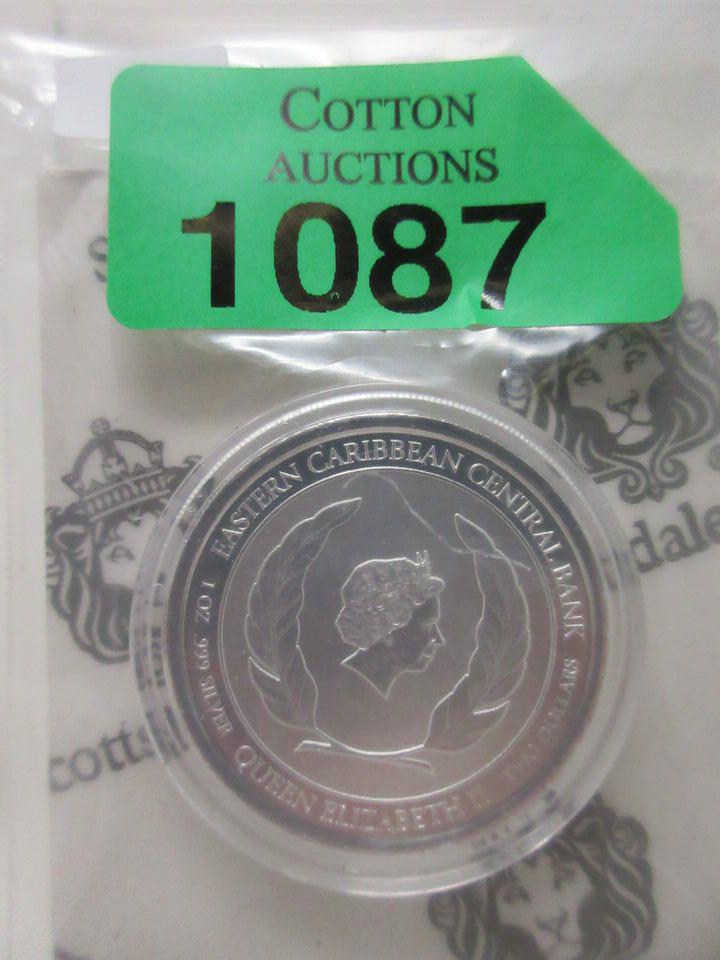 COTTON
AUCTIONS
1087
EASTERN CARIBBEAN CENTRAL BANK
1 OZ 999 SILVER
QUEEN ELIZABETH II
TWO DOLLARS
dale
cotts